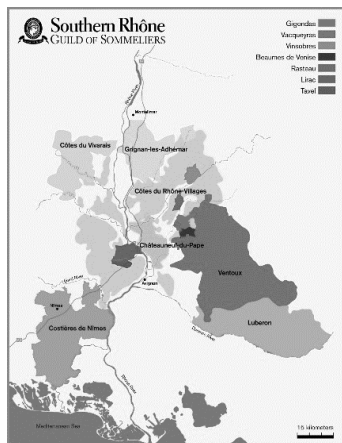 Southern Rhône
GUILD OF SOMMELIERS
Gigondas
Vacqueyras
Vinsobres
Beaumes de Venise
Rasteau
Lirac
Tavel
Montélimar
Côtes du Vivarais
Grignan-les-Adhémar
Côtes du Rhône-Villages
Châteauneuf-du-Pape
Ventoux
Avignon
Nîmes
Costières de Nîmes
Luberon
Mediterranean Sea
15 kilometers